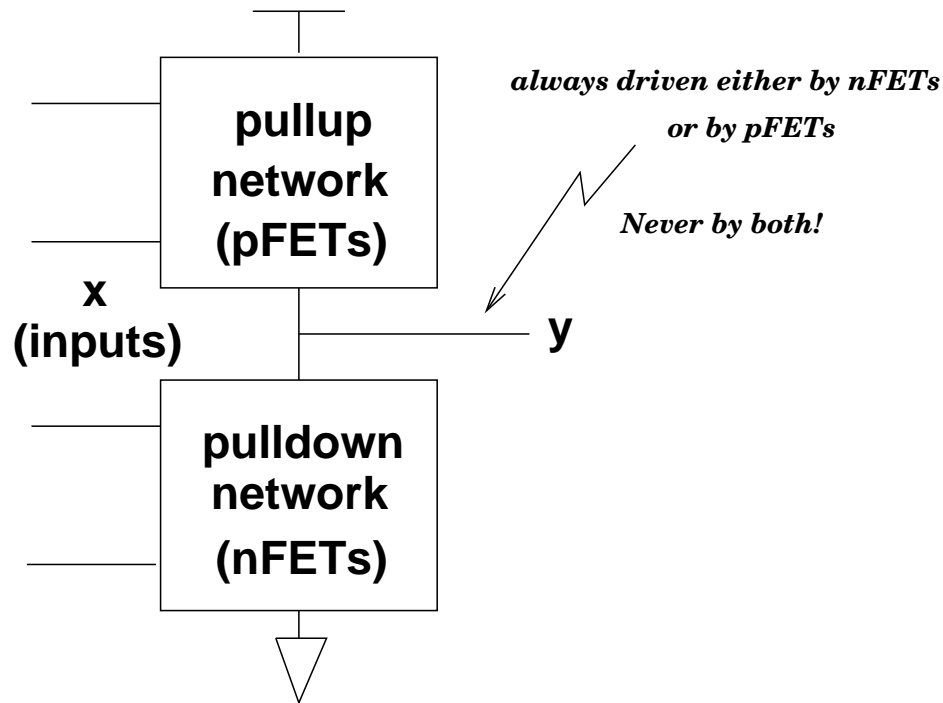 pullup
network
(pFETs)
always driven either by nFETs
or by pFETs
Never by both!
x
(inputs)
y
pulldown
network
(nFETs)